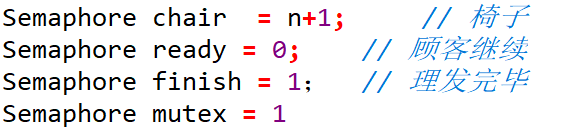 Semaphore chair  = n+1;      // 椅子
Semaphore ready = 0;    // 顾客继续
Semaphore finish = 1；   // 理发完毕
Semaphore mutex = 1